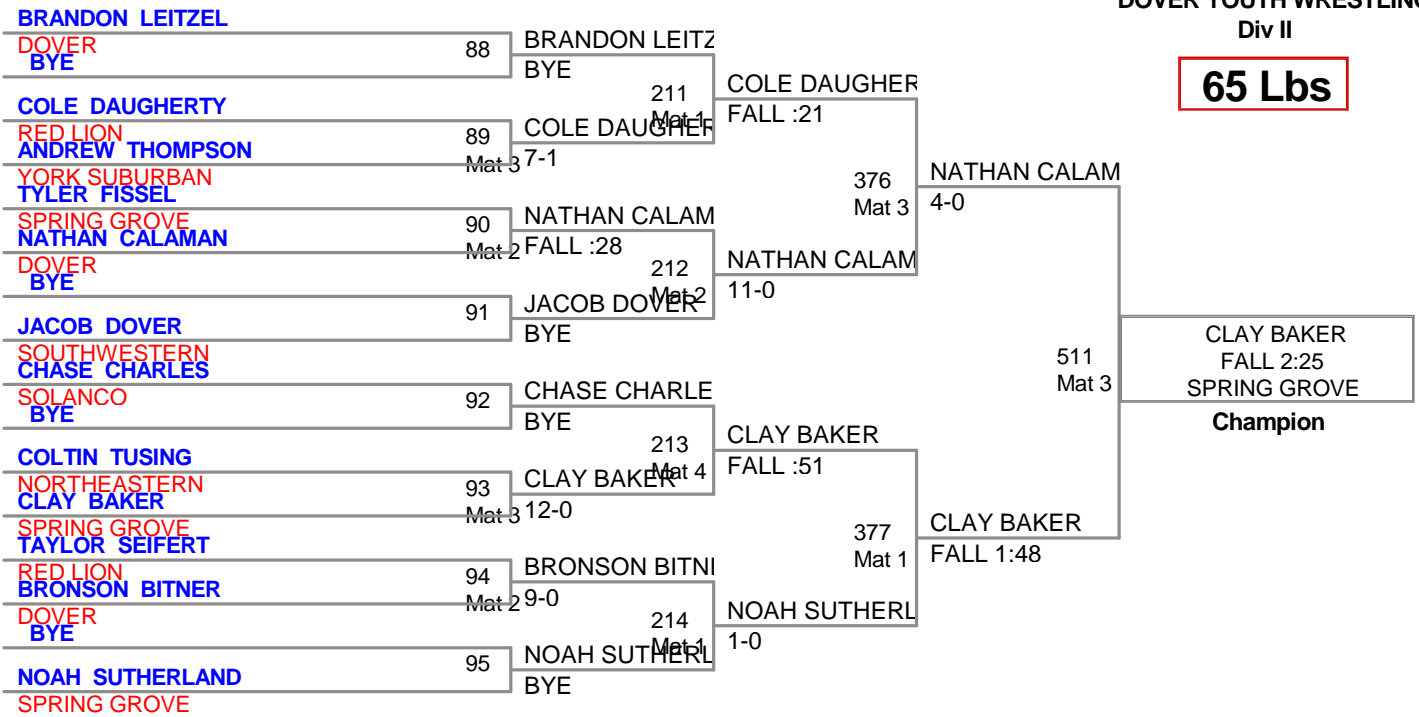 DOVER YOUTH WRESTLING
Div II
65 Lbs
BRANDON LEITZEL
DOVER
BYE
COLE DAUGHERTY
RED LION
ANDREW THOMPSON
YORK SUBURBAN
TYLER FISSEL
SPRING GROVE
NATHAN CALAMAN
DOVER
BYE
JACOB DOVER
SOUTHWESTERN
CHASE CHARLES
SOLANCO
BYE
COLTIN TUSING
NORTHEASTERN
CLAY BAKER
SPRING GROVE
TAYLOR SEIFERT
RED LION
BRONSON BITNER
DOVER
BYE
NOAH SUTHERLAND
SPRING GROVE
88
BRANDON LEITZ
BYE
89
Mat 3
COLE DAUGHER
7-1
90
Mat 2
NATHAN CALAM
FALL :28
91
JACOB DOVER
BYE
92
CHASE CHARLE
BYE
93
Mat 3
CLAY BAKER
12-0
94
Mat 2
BRONSON BITN
9-0
95
NOAH SUTHERL
BYE
211
Mat 1
COLE DAUGHER
FALL :21
212
Mat 2
NATHAN CALAM
11-0
213
Mat 4
CLAY BAKER
FALL :51
214
Mat 1
NOAH SUTHERL
1-0
376
Mat 3
NATHAN CALAM
4-0
377
Mat 1
CLAY BAKER
FALL 1:48
511
Mat 3
CLAY BAKER
FALL 2:25
SPRING GROVE
Champion